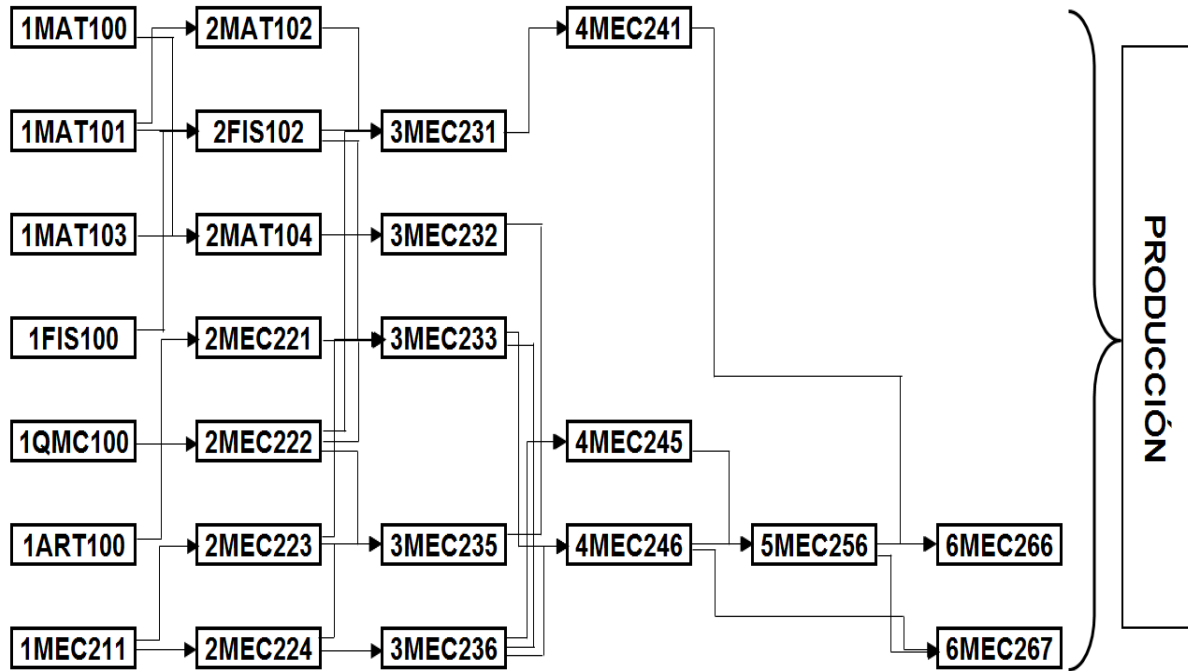 1MAT100 2MAT102 4MEC241
1MAT101 2FIS102 3MEC231
1MAT103 2MAT104 3MEC232
1FIS100 2MEC221 3MEC233
1QMC100 2MEC222 4MEC245
1ART100 2MEC223 3MEC235 4MEC246 5MEC256 6MEC266
1MEC211 2MEC224 3MEC236 6MEC267
PRODUCCIÓN